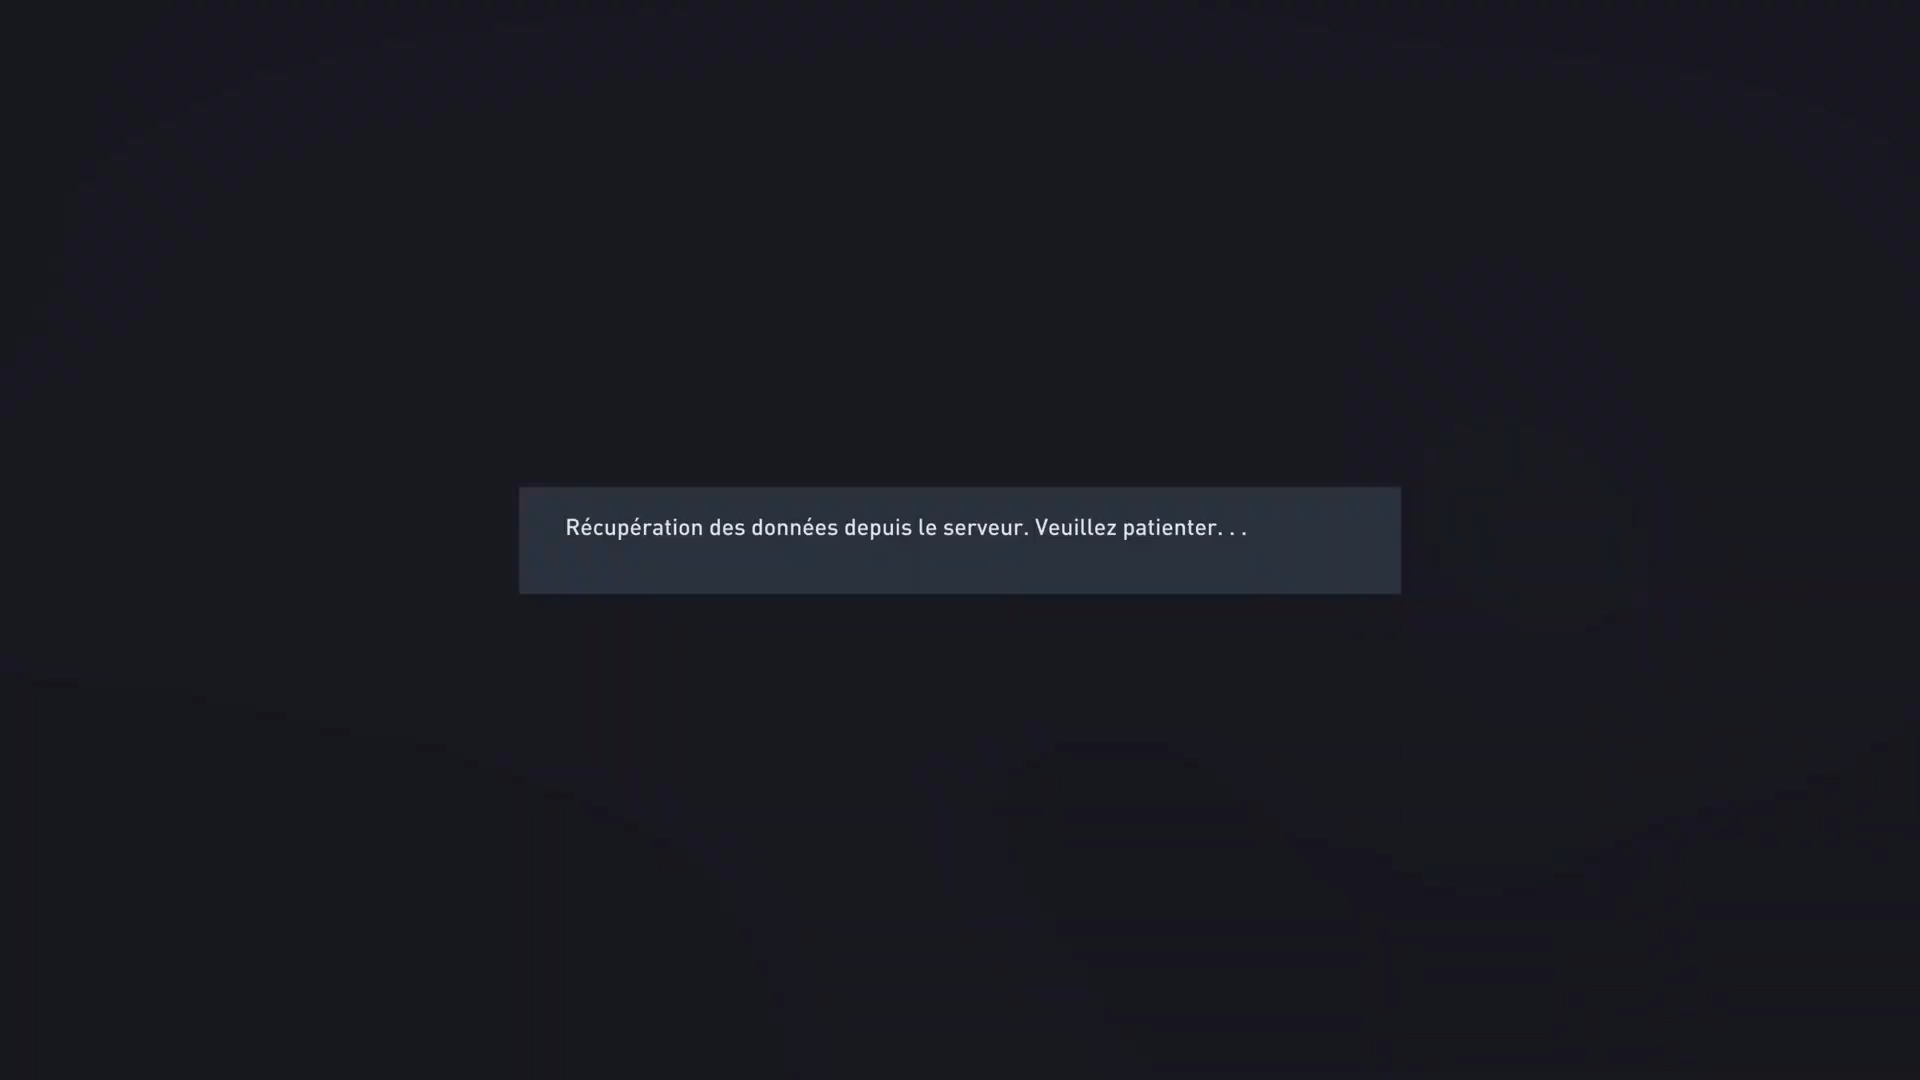 Récupération des données depuis le serveur. Veuillez patienter. . .